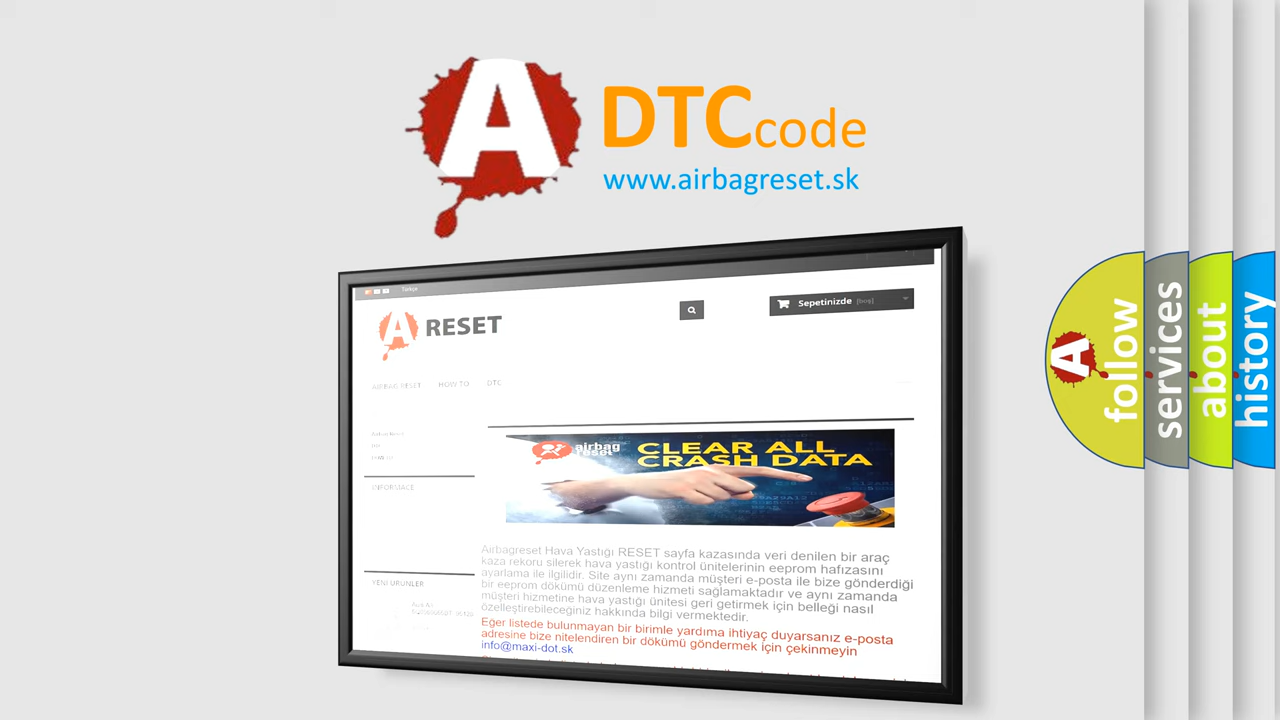 A DTC code
www.airbagreset.sk
Türkçe
A RESET
Sepetinizde [boş]
AIRBAG RESET HOW TO DTC
INFORMACE
airbag
reset
CLEAR ALL
CRASH DATA
Airbagreset Hava Yastığı RESET sayfa kazasında veri denilen bir araç
kaza rekoru silerek hava yastığı kontrol ünitelerinin eeprom hafızasını
ayarlama ile ilgilidir. Site aynı zamanda müşteri e-posta ile bize gönderdiği
bir eeprom dökümü düzenleme hizmeti sağlamaktadır ve aynı zamanda
müşteri hizmetine hava yastığı ünitesi geri getirmek için belleği nasıl
özelleştirebileceğiniz hakkında bilgi vermektedir.
Eğer listede bulunmayan bir birimle yardıma ihtiyaç duyarsanız e-posta
adresine bize nitelendiren bir dökümü göndermek için çekinmeyin
info@maxi-dot.sk
YENI URUNLER
A follow
services
about
history